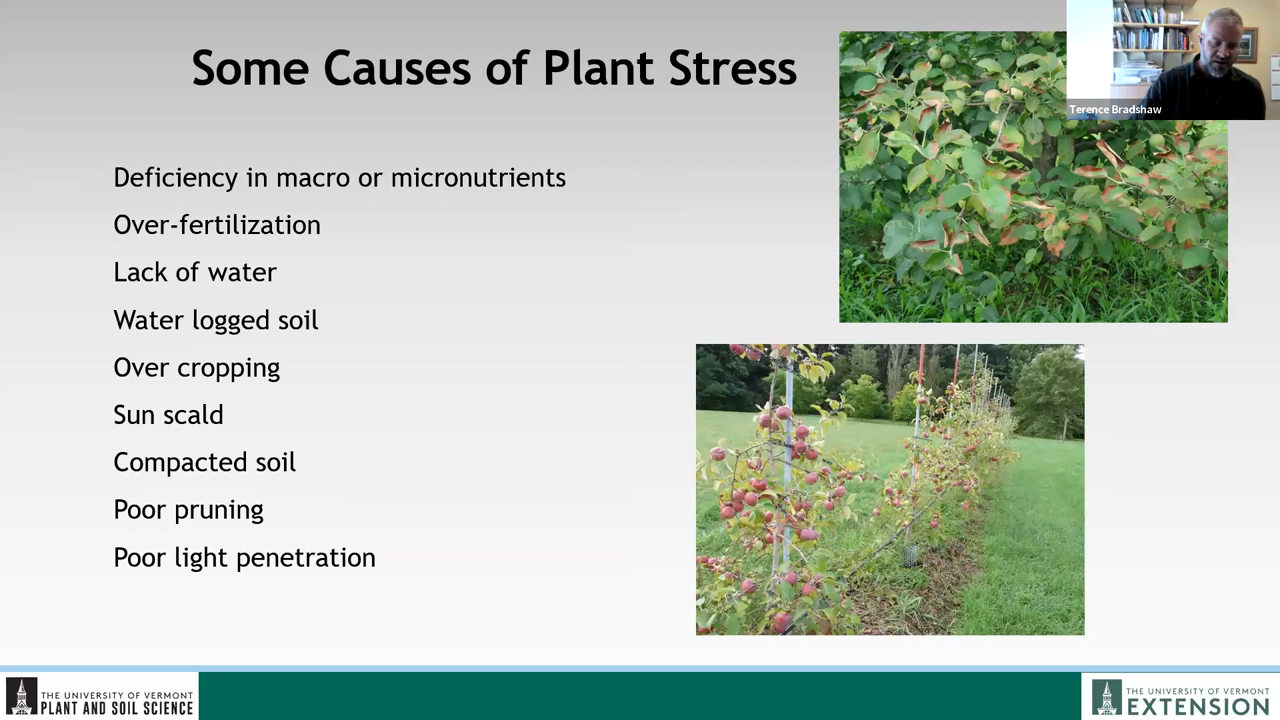 Some Causes of Plant Stress
Terence Bradshaw
Deficiency in macro or micronutrients
Over-fertilization
Lack of water
Water logged soil
Over cropping
Sun scald
Compacted soil
Poor pruning
Poor light penetration
THE UNIVERSITY OF VERMONT
PLANT AND SOIL SCIENCE
THE UNIVERSITY OF VERMONT
EXTENSION